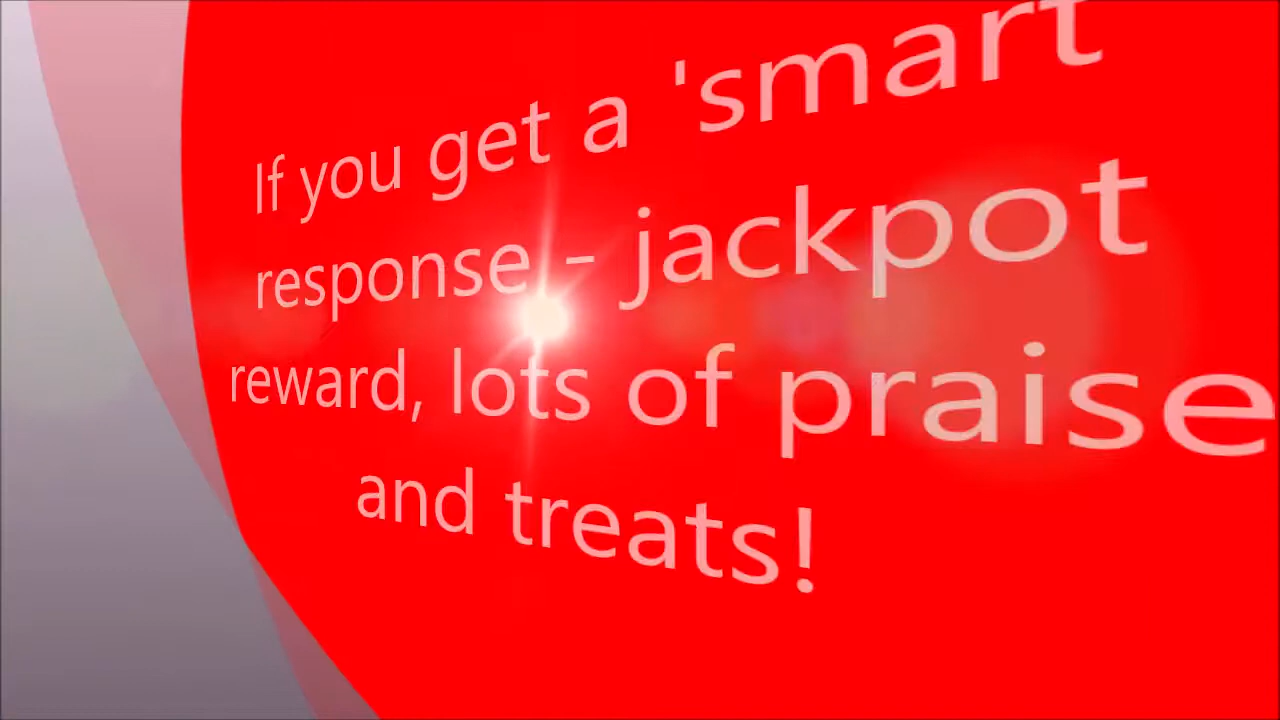 If you get a 'smart
response - jackpot
reward, lots of praise
and treats!